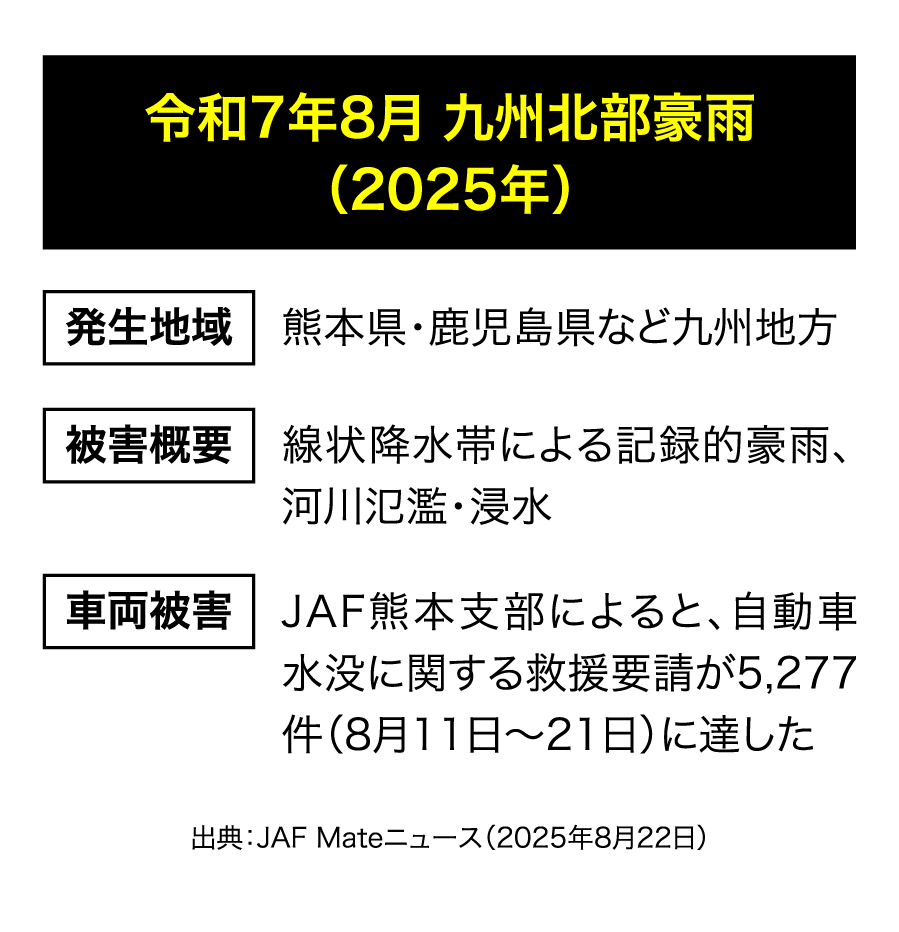 令和7年8月 九州北部豪雨
（2025年）
発生地域
熊本県・鹿児島県など九州地方
被害概要
線状降水帯による記録的豪雨、
河川氾濫・浸水
車両被害
JAF熊本支部によると、自動車
水没に関する救援要請が5,277
件（8月11日〜21日）に達した
出典：JAF Mateニュース（2025年8月22日）